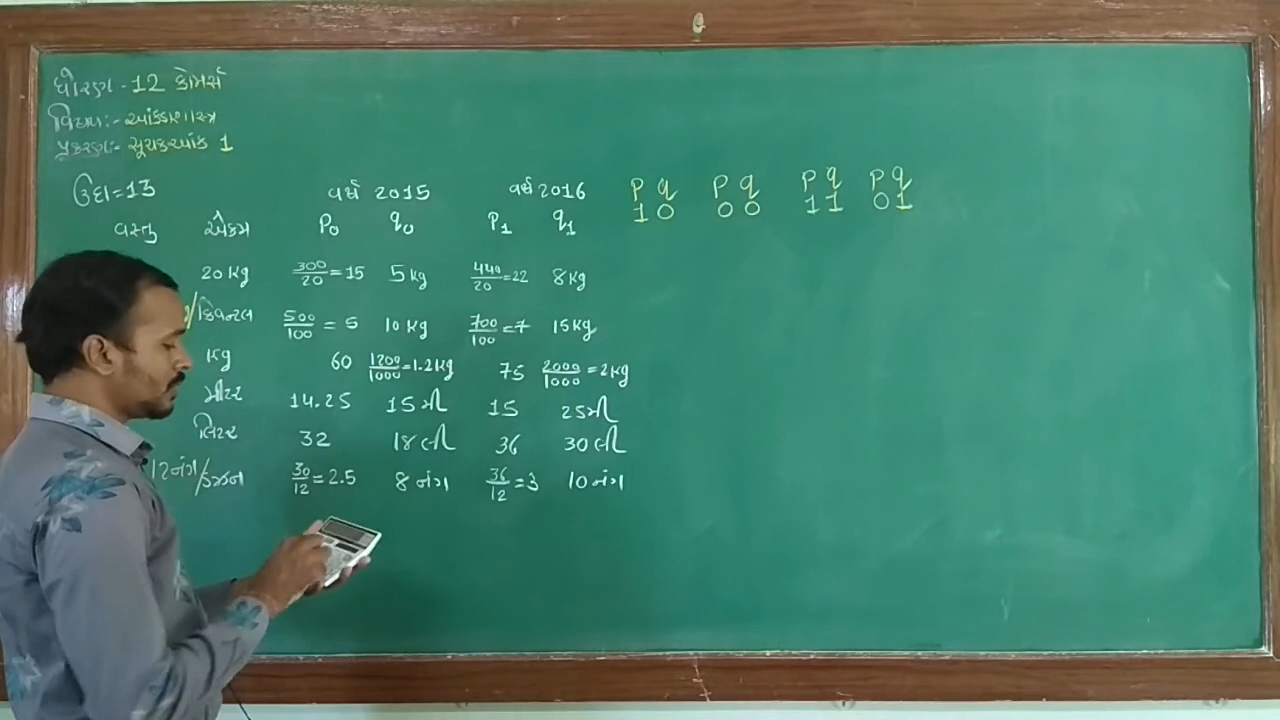 ધોરણ - 12 કોમર્સ
વિષય:- આંકડાશાસ્ત્ર
પ્રકરણ:- સૂચકઆંક 1
ઉદા=13 વર્ષ 2015 વર્ષ 2016 p q p q p q p q
1 0 0 0 1 1 0 1
વસ્તુ એકમ P₀ q₀ P₁ q₁
20 kg 300/20 = 15 5 kg 440/20 = 22 8 kg
/ક્વિન્ટલ 500/100 = 5 10 kg 700/100 = 7 15 kg
kg 60 1200/1000 = 1.2 kg 75 2000/1000 = 2 kg
મીટર 14.25 15 મી 15 25 મી
લિટર 32 18 લી 36 30 લી
12 નંગ/ડઝન 30/12 = 2.5 8 નંગ 36/12 = 3 10 નંગ